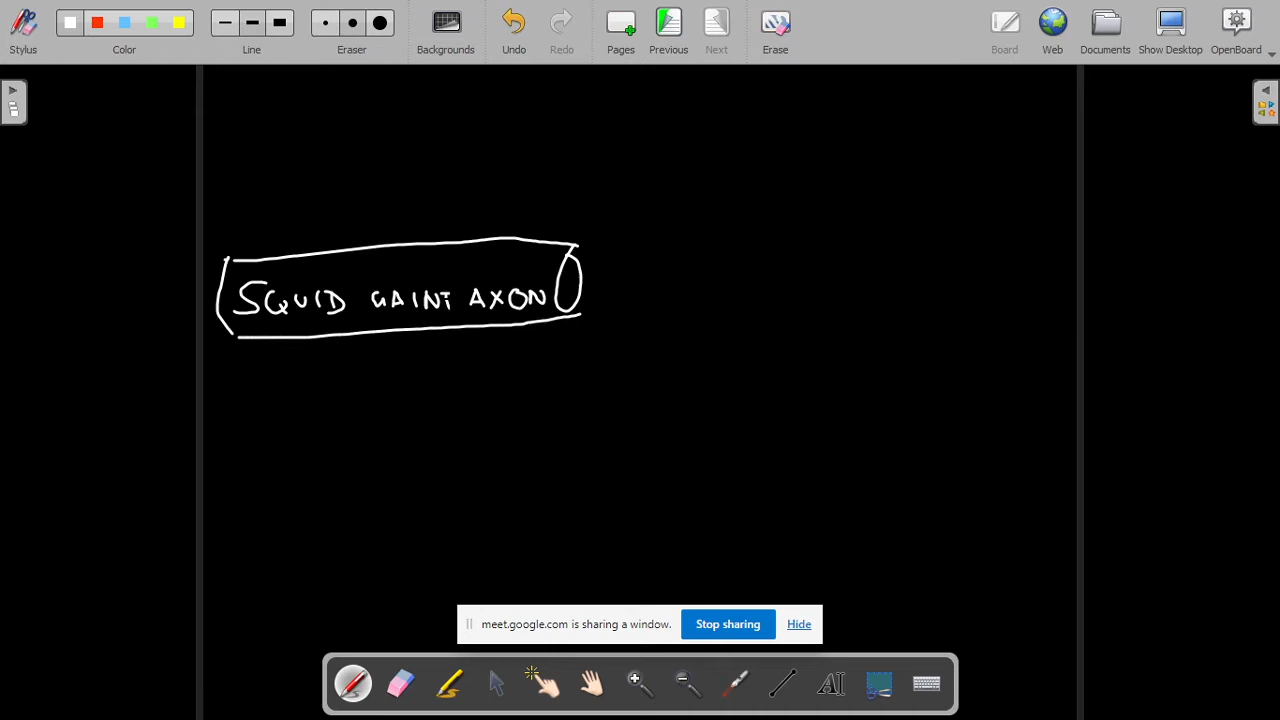 Stylus
Color
Line
Eraser
Backgrounds
Undo
Redo
Pages
Previous
Next
Erase
Board
Web
Documents
Show Desktop
OpenBoard
SQUID GAINT AXON
meet.google.com is sharing a window.
Stop sharing
Hide
AI